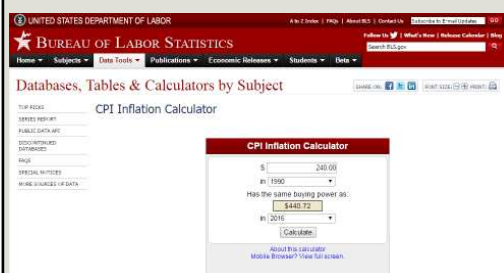 UNITED STATES DEPARTMENT OF LABOR
A to Z Index | FAQs | About BLS | Contact Us Subscribe to E-mail Updates GO
Follow Us | What's New | Release Calendar | Blog
BUREAU OF LABOR STATISTICS
Search BLS.gov
Home Subjects Data Tools Publications Economic Releases Students Beta
Databases, Tables & Calculators by Subject
SHARE ON: PRINT SIZE: PRINT:
TOP PICKS
CPI Inflation Calculator
SERIES REPORT
PUBLIC DATA API
DISCONTINUED
DATABASES
FAQS
SPECIAL NOTICES
MORE SOURCES OF DATA
CPI Inflation Calculator
$ 240.00
in 1990
Has the same buying power as:
$440.72
in 2016
Calculate
About this calculator
Mobile Browser? View full screen.